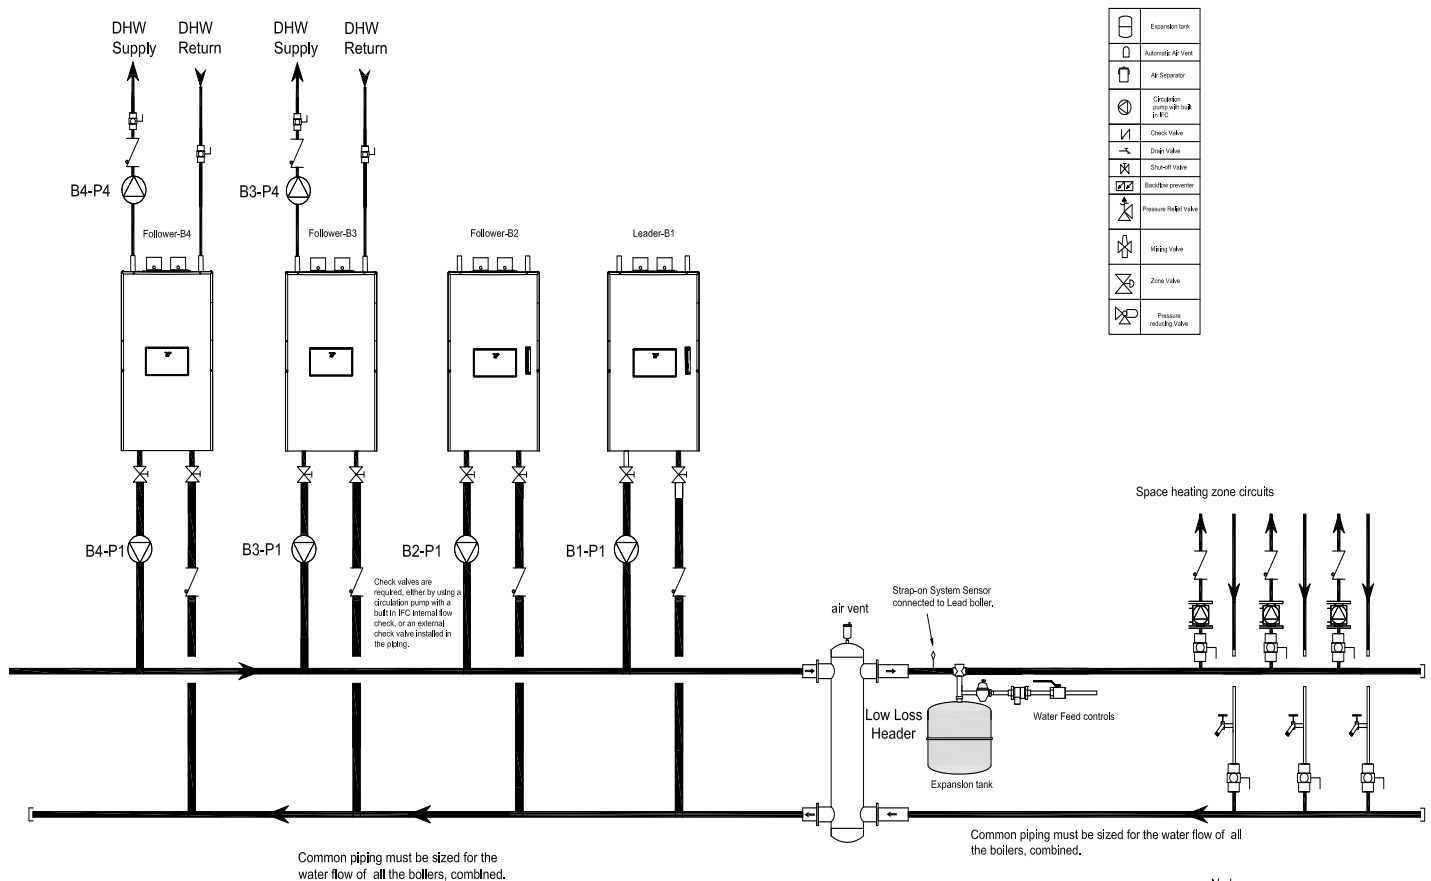 DHW
Supply
DHW
Return
DHW
Supply
DHW
Return
B4-P4
B3-P4
Follower-B4
Follower-B3
Follower-B2
Leader-B1
Expansion tank
Automatic Air Vent
Air Separator
Circulation
pump with built
in IFC
Check Valve
Drain Valve
Shut-off Valve
Backflow preventer
Pressure Relief Valve
Mixing Valve
Zone Valve
Pressure
reducing Valve
B4-P1
B3-P1
B2-P1
B1-P1
Check valves are
required, either by using a
circulation pump with a
built in IFC internal flow
check, or an external
check valve installed in
the piping.
Space heating zone circuits
Strap-on System Sensor
connected to Lead boiler.
air vent
Low Loss
Header
Water Feed controls
Expansion tank
Common piping must be sized for the
water flow of all the boilers, combined.
Common piping must be sized for the water flow of all
the boilers, combined.